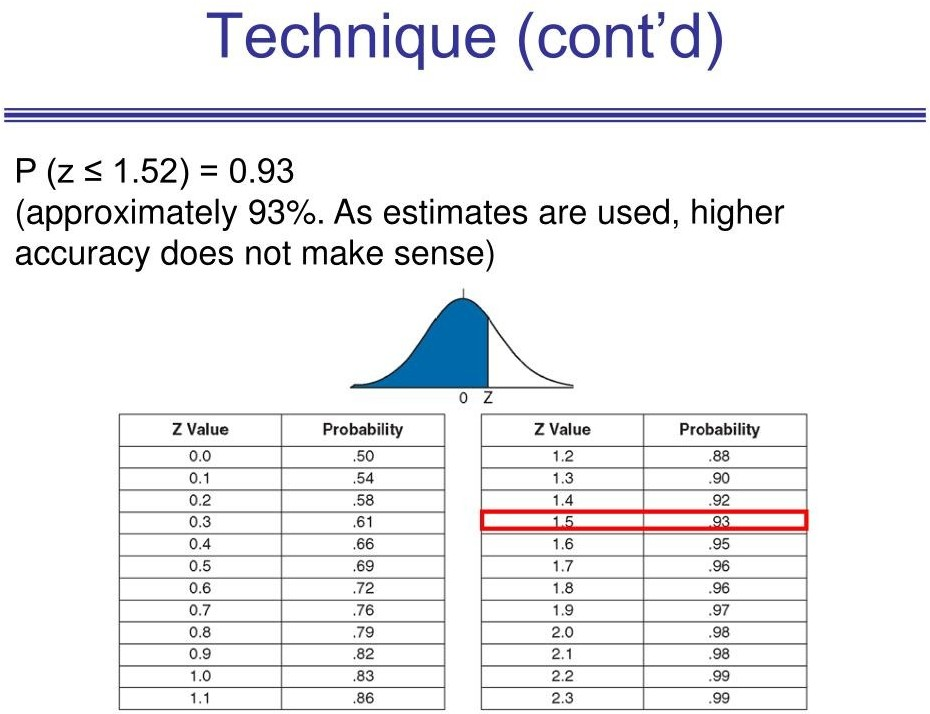 Technique (cont’d)
P (z ≤ 1.52) = 0.93
(approximately 93%. As estimates are used, higher
accuracy does not make sense)
0 Z
Z Value Probability Z Value Probability
0.0 .50 1.2 .88
0.1 .54 1.3 .90
0.2 .58 1.4 .92
0.3 .61 1.5 .93
0.4 .66 1.6 .95
0.5 .69 1.7 .96
0.6 .72 1.8 .96
0.7 .76 1.9 .97
0.8 .79 2.0 .98
0.9 .82 2.1 .98
1.0 .83 2.2 .99
1.1 .86 2.3 .99